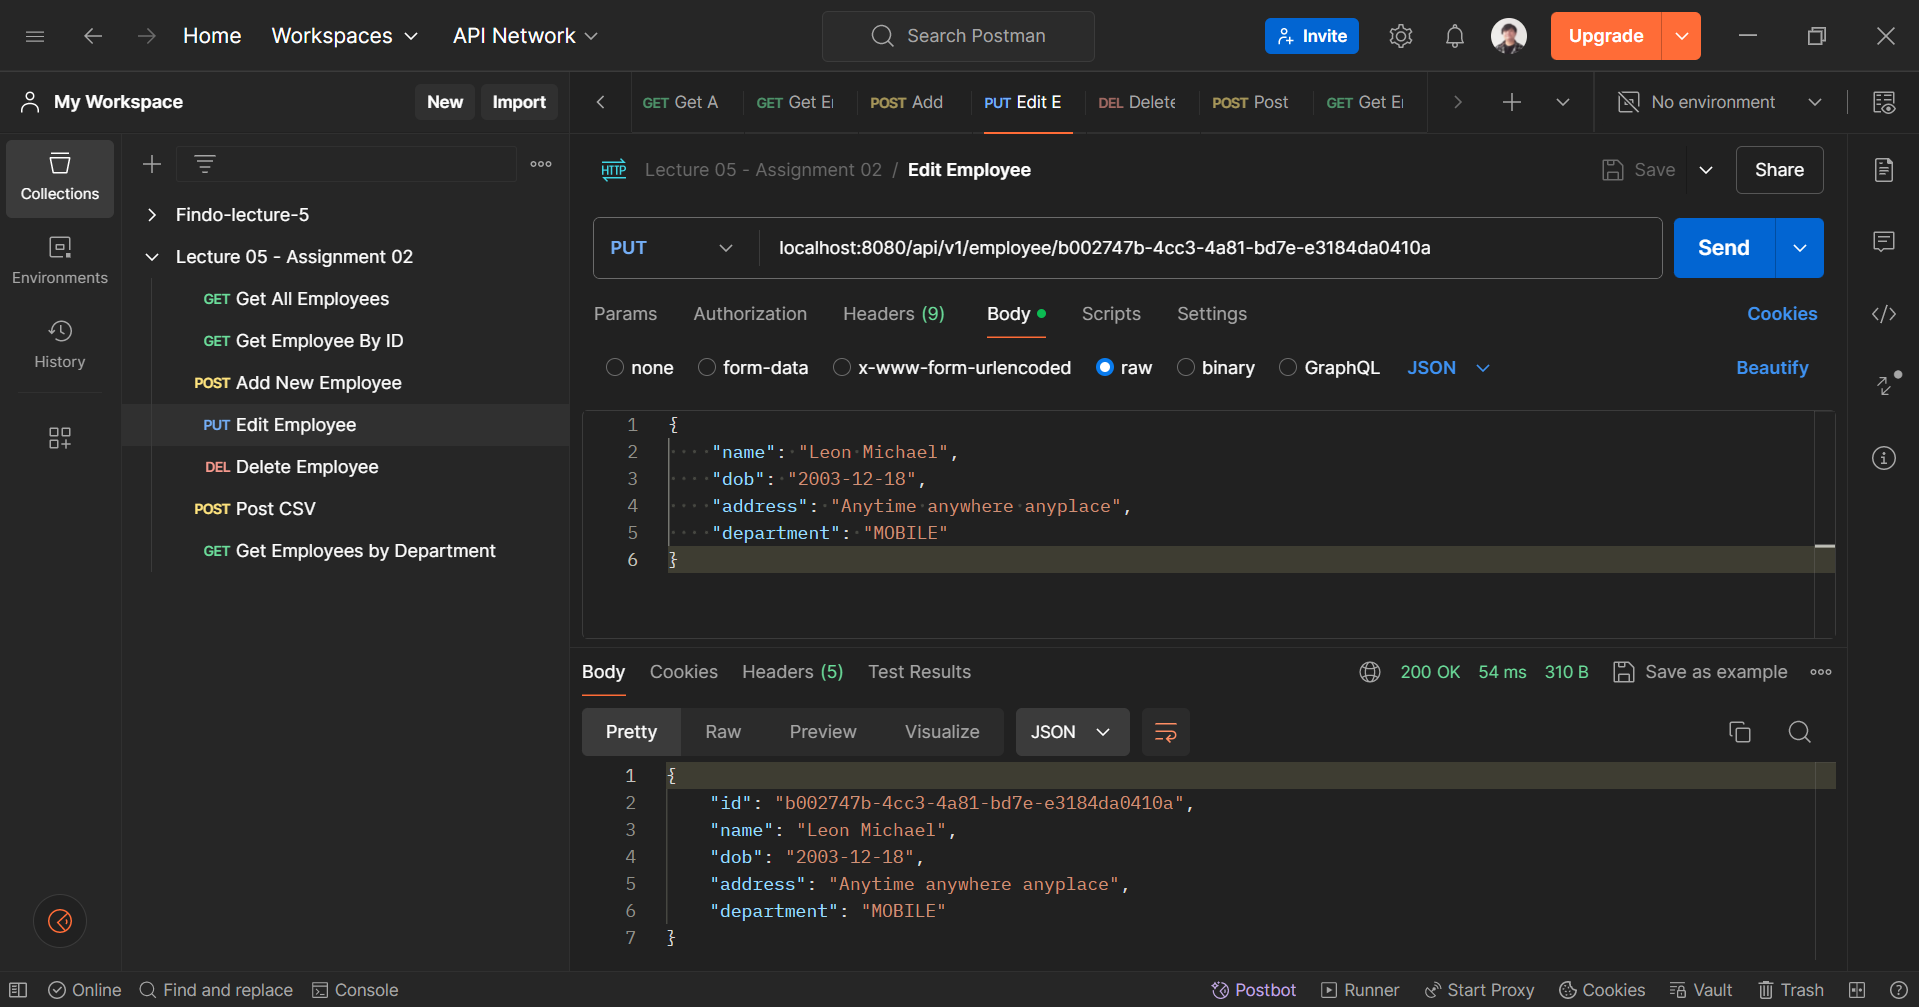 Home Workspaces API Network Search Postman Invite Upgrade
My Workspace New Import
GET Get A GET Get E POST Add PUT Edit E DEL Delete POST Post GET Get E No environment
Collections
Environments
History
Findo-lecture-5
Lecture 05 - Assignment 02
GET Get All Employees
GET Get Employee By ID
POST Add New Employee
PUT Edit Employee
DEL Delete Employee
POST Post CSV
GET Get Employees by Department
HTTP Lecture 05 - Assignment 02 / Edit Employee Save Share
PUT localhost:8080/api/v1/employee/b002747b-4cc3-4a81-bd7e-e3184da0410a Send
Params Authorization Headers (9) Body Scripts Settings Cookies
none form-data x-www-form-urlencoded raw binary GraphQL JSON Beautify
1 {
2 "name": "Leon Michael",
3 "dob": "2003-12-18",
4 "address": "Anytime anywhere anyplace",
5 "department": "MOBILE"
6 }
Body Cookies Headers (5) Test Results 200 OK 54 ms 310 B Save as example
Pretty Raw Preview Visualize JSON
1 {
2 "id": "b002747b-4cc3-4a81-bd7e-e3184da0410a",
3 "name": "Leon Michael",
4 "dob": "2003-12-18",
5 "address": "Anytime anywhere anyplace",
6 "department": "MOBILE"
7 }
Online Find and replace Console Postbot Runner Start Proxy Cookies Vault Trash